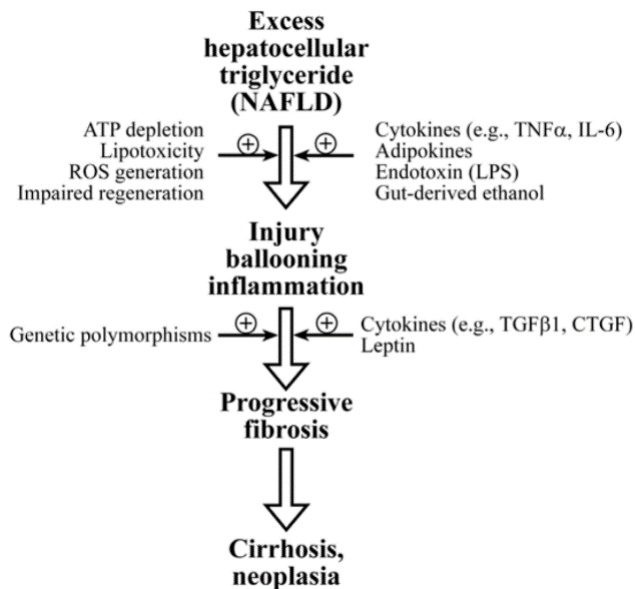 Excess
hepatocellular
triglyceride
(NAFLD)
ATP depletion
Lipotoxicity
ROS generation
Impaired regeneration
+
+
Cytokines (e.g., TNFα, IL-6)
Adipokines
Endotoxin (LPS)
Gut-derived ethanol
Injury
ballooning
inflammation
Genetic polymorphisms
+
+
Cytokines (e.g., TGFβ1, CTGF)
Leptin
Progressive
fibrosis
Cirrhosis,
neoplasia